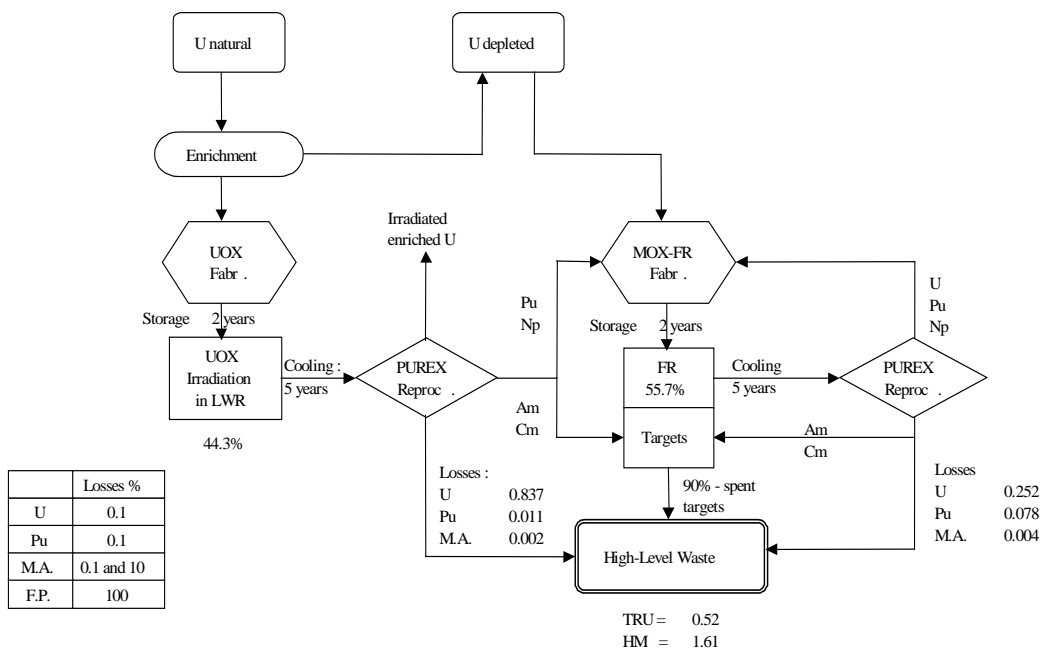 U natural
U depleted
Enrichment
Irradiated
enriched U
UOX
Fabr .
MOX-FR
Fabr .
U
Pu
Np
Pu
Np
Storage 2 years
Storage 2 years
UOX
Irradiation
in LWR
Cooling :
5 years
PUREX
Reproc .
FR
55.7%
Cooling
5 years
PUREX
Reproc .
Am
Cm
Targets
Am
Cm
44.3%
Losses :
U 0.837
Pu 0.011
M.A. 0.002
90% - spent
targets
Losses
U 0.252
Pu 0.078
M.A. 0.004
Losses %
U 0.1
Pu 0.1
M.A. 0.1 and 10
F.P. 100
High-Level Waste
TRU = 0.52
HM = 1.61